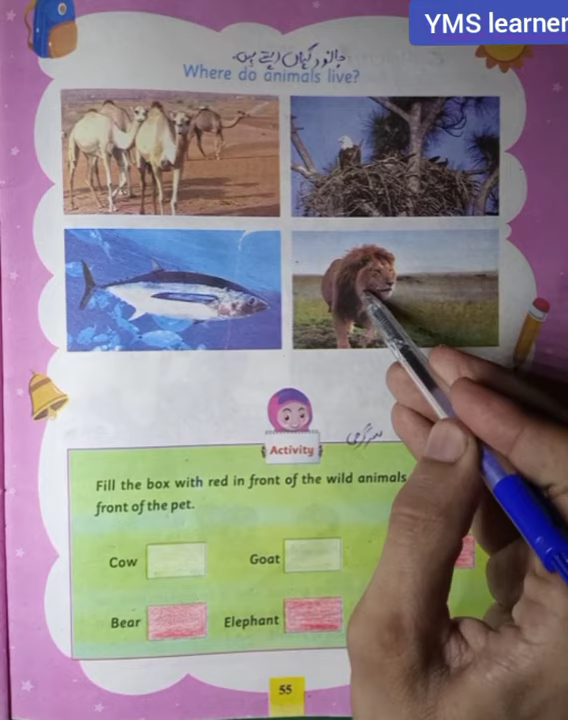 YMS learner
جانور کہاں رہتے ہیں
Where do animals live?
Activity
سرگرمی
Fill the box with red in front of the wild animals
front of the pet.
Cow
Goat
Bear
Elephant
55